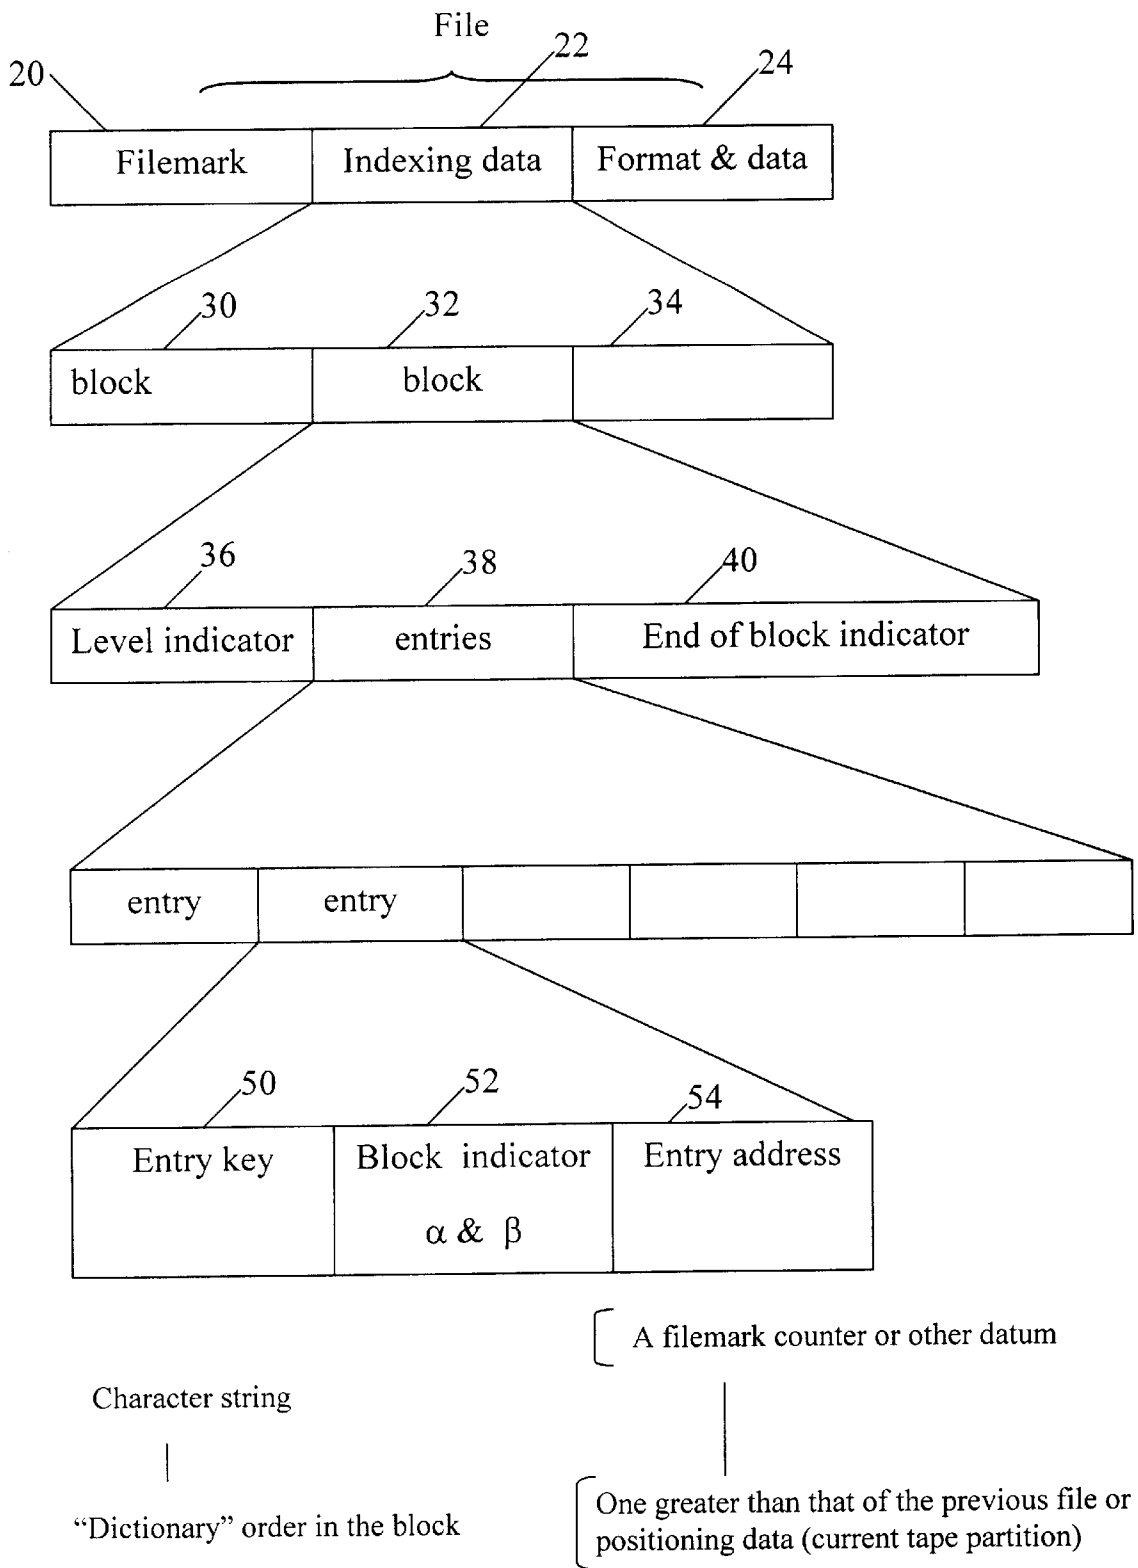 File
20
22
24
Filemark
Indexing data
Format & data
30
32
34
block
block
36
38
40
Level indicator
entries
End of block indicator
entry
entry
50
52
54
Entry key
Block indicator
Entry address
α & β
A filemark counter or other datum
Character string
“Dictionary” order in the block
One greater than that of the previous file or
positioning data (current tape partition)